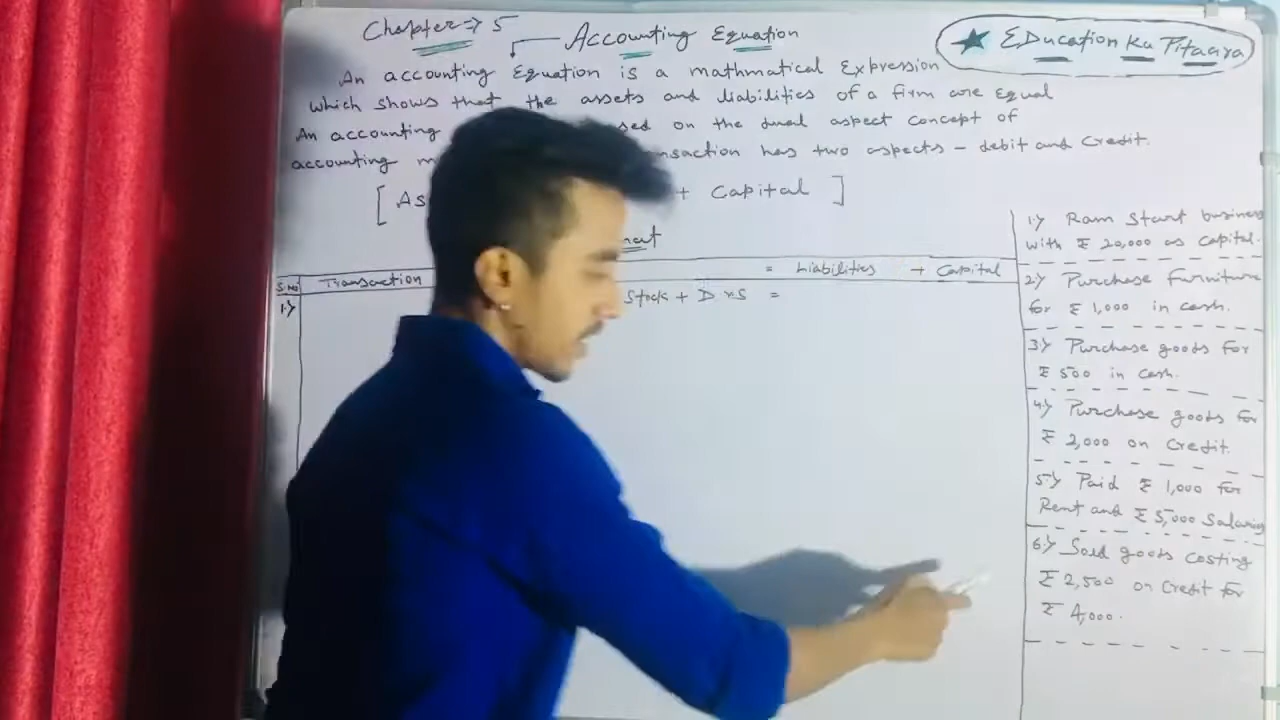 Chapter => 5
Accounting Equation
★ EDucation ka Pitaara
An accounting Equation is a mathmatical Expression
which shows that the assets and liabilities of a firm are Equal
An accounting on the dual aspect concept of
accounting has two aspects - debit and Credit.
[ + Capital ]
S.No Transaction = Liabilities + Capital
Stock + =
1.>
1.> Ram Start business
with ₹ 20,000 as Capital.
2.> Purchase Furniture
for ₹ 1,000 in cash.
3.> Purchase goods for
₹ 500 in cash.
4.> Purchase goods for
₹ 2,000 on Credit.
5.> Paid ₹ 1,000 for
Rent and ₹ 5,000 Salaries
6.> Sold goods costing
₹ 2,500 on Credit for
₹ 4,000.